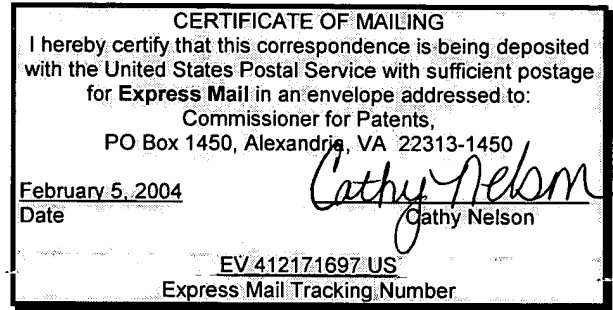 CERTIFICATE OF MAILING
I hereby certify that this correspondence is being deposited
with the United States Postal Service with sufficient postage
for Express Mail in an envelope addressed to:
Commissioner for Patents,
PO Box 1450, Alexandria, VA 22313-1450
February 5, 2004 Cathy Nelson
Date Cathy Nelson
EV 412171697 US
Express Mail Tracking Number